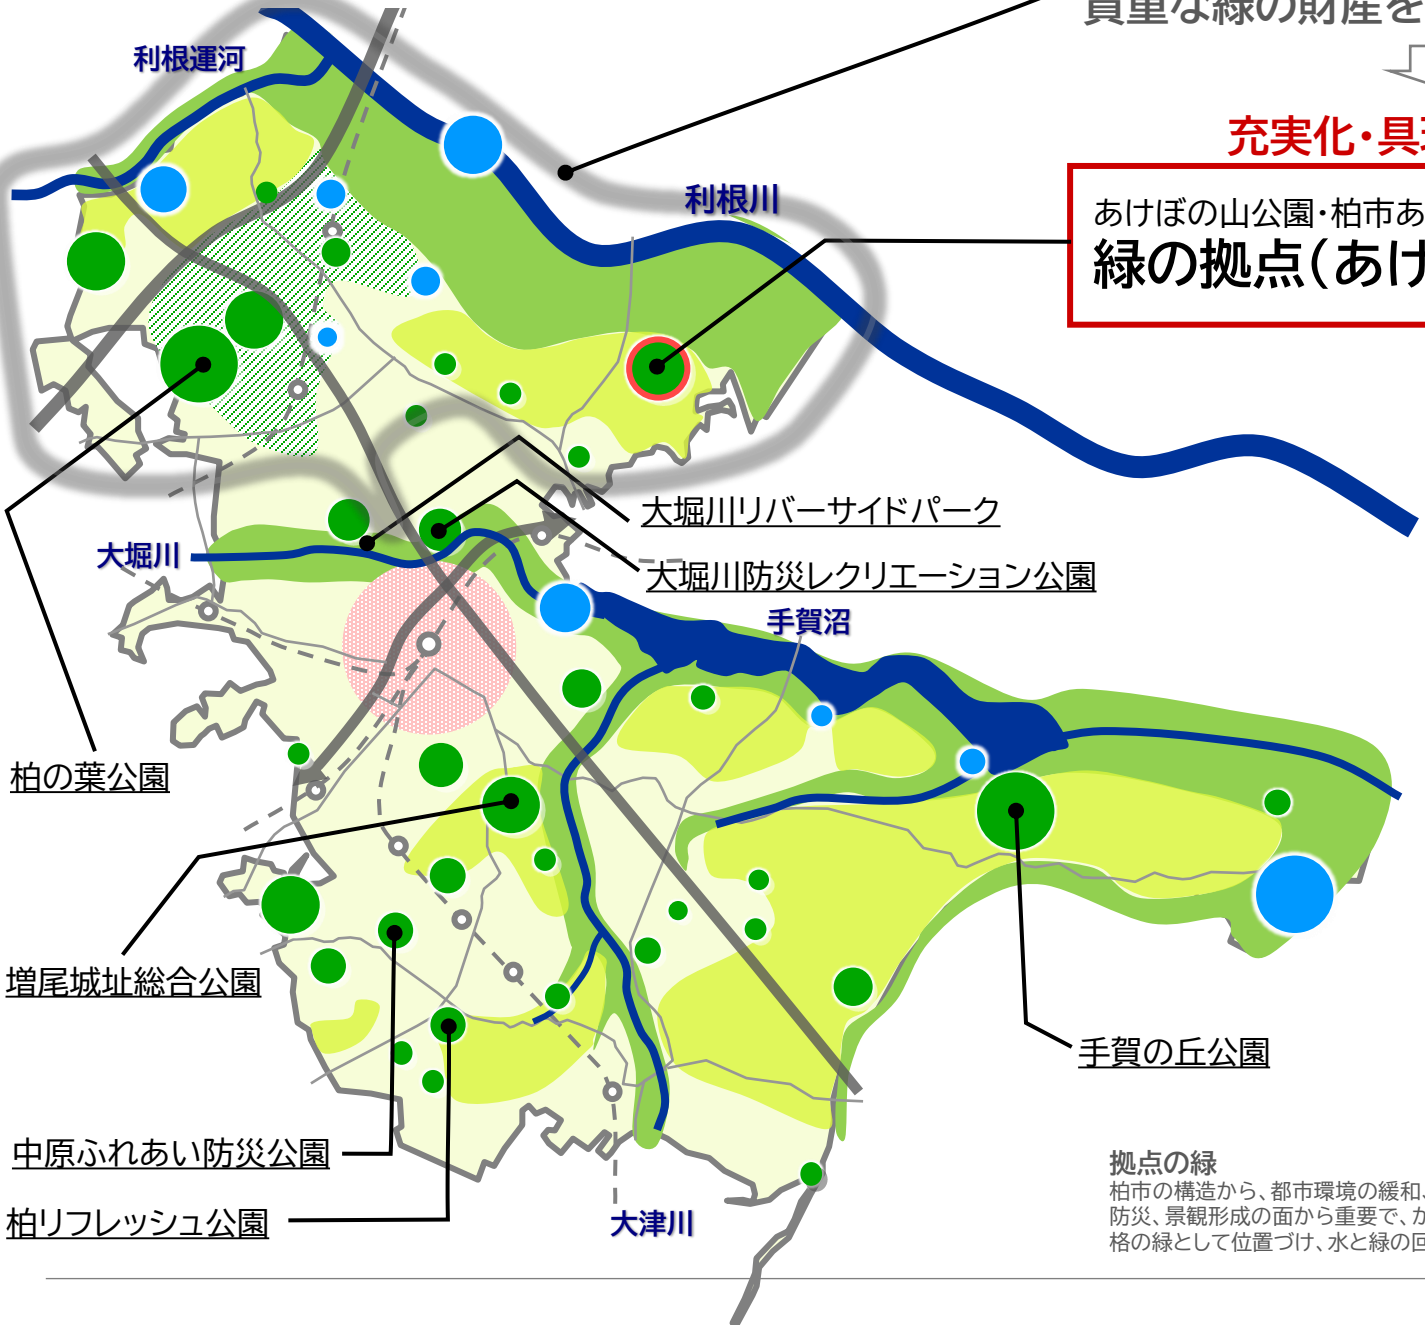 貴重な緑の財産を
利根運河
充実化・具
利根川
あけぼの山公園・柏市あ
緑の拠点(あけ
大堀川リバーサイドパーク
大堀川
大堀川防災レクリエーション公園
手賀沼
柏の葉公園
増尾城址総合公園
手賀の丘公園
中原ふれあい防災公園
柏リフレッシュ公園
大津川
拠点の緑
柏市の構造から、都市環境の緩和、
防災、景観形成の面から重要で、か
格の緑として位置づけ、水と緑の回